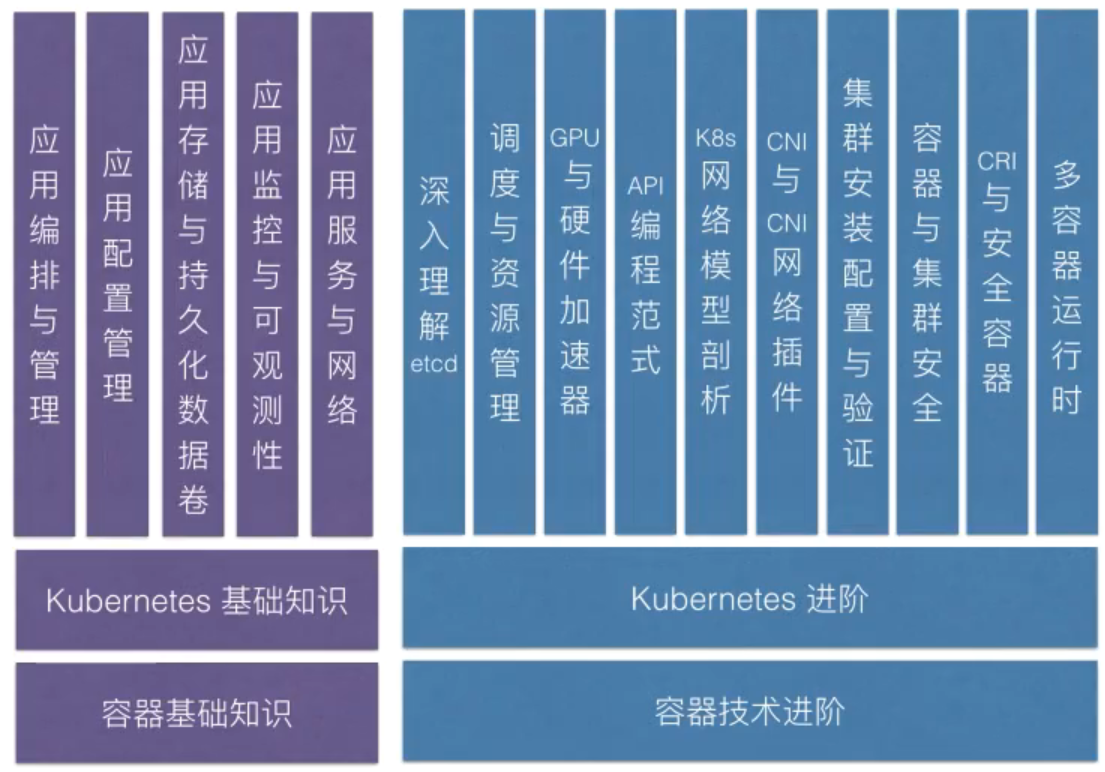 应用编排与管理
应用配置管理
应用存储与持久化数据卷
应用监控与可观测性
应用服务与网络
深入理解etcd
调度与资源管理
GPU与硬件加速器
API编程范式
K8s网络模型剖析
CNI与CNI网络插件
集群安装配置与验证
容器与集群安全
CRI与安全容器
多容器运行时
Kubernetes 基础知识
Kubernetes 进阶
容器基础知识
容器技术进阶